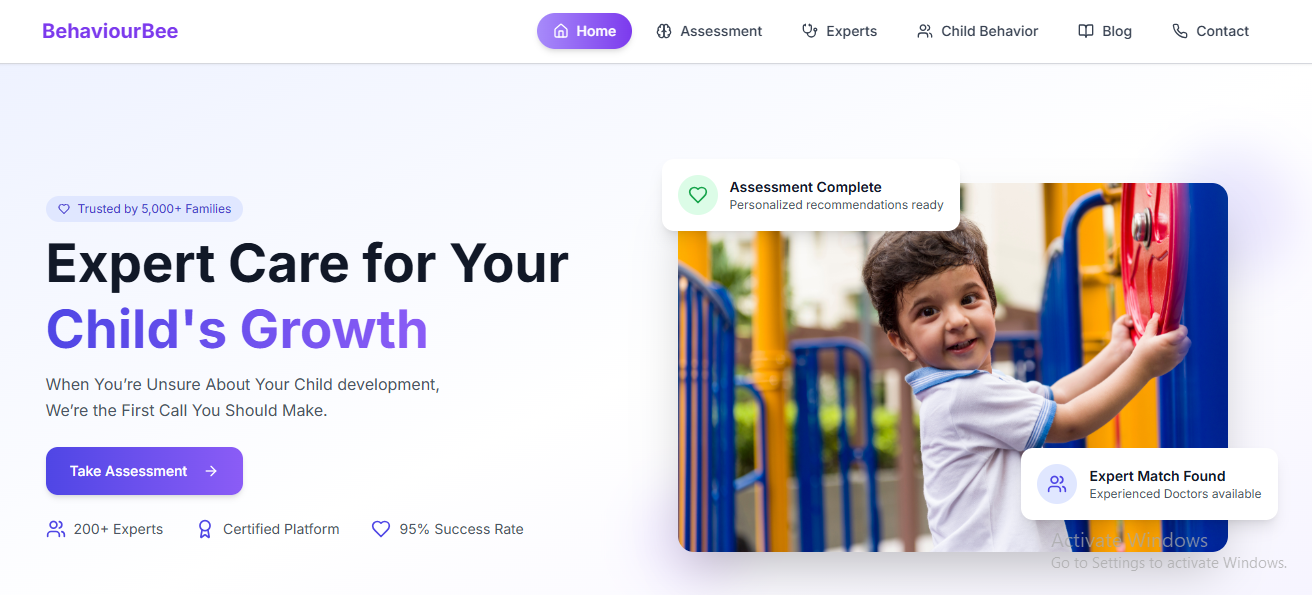 BehaviourBee
Home
Assessment
Experts
Child Behavior
Blog
Contact
Trusted by 5,000+ Families
Expert Care for Your
Child's Growth
When You’re Unsure About Your Child development,
We’re the First Call You Should Make.
Take Assessment
200+ Experts
Certified Platform
95% Success Rate
Assessment Complete
Personalized recommendations ready
Expert Match Found
Experienced Doctors available
Activate Windows
Go to Settings to activate Windows.